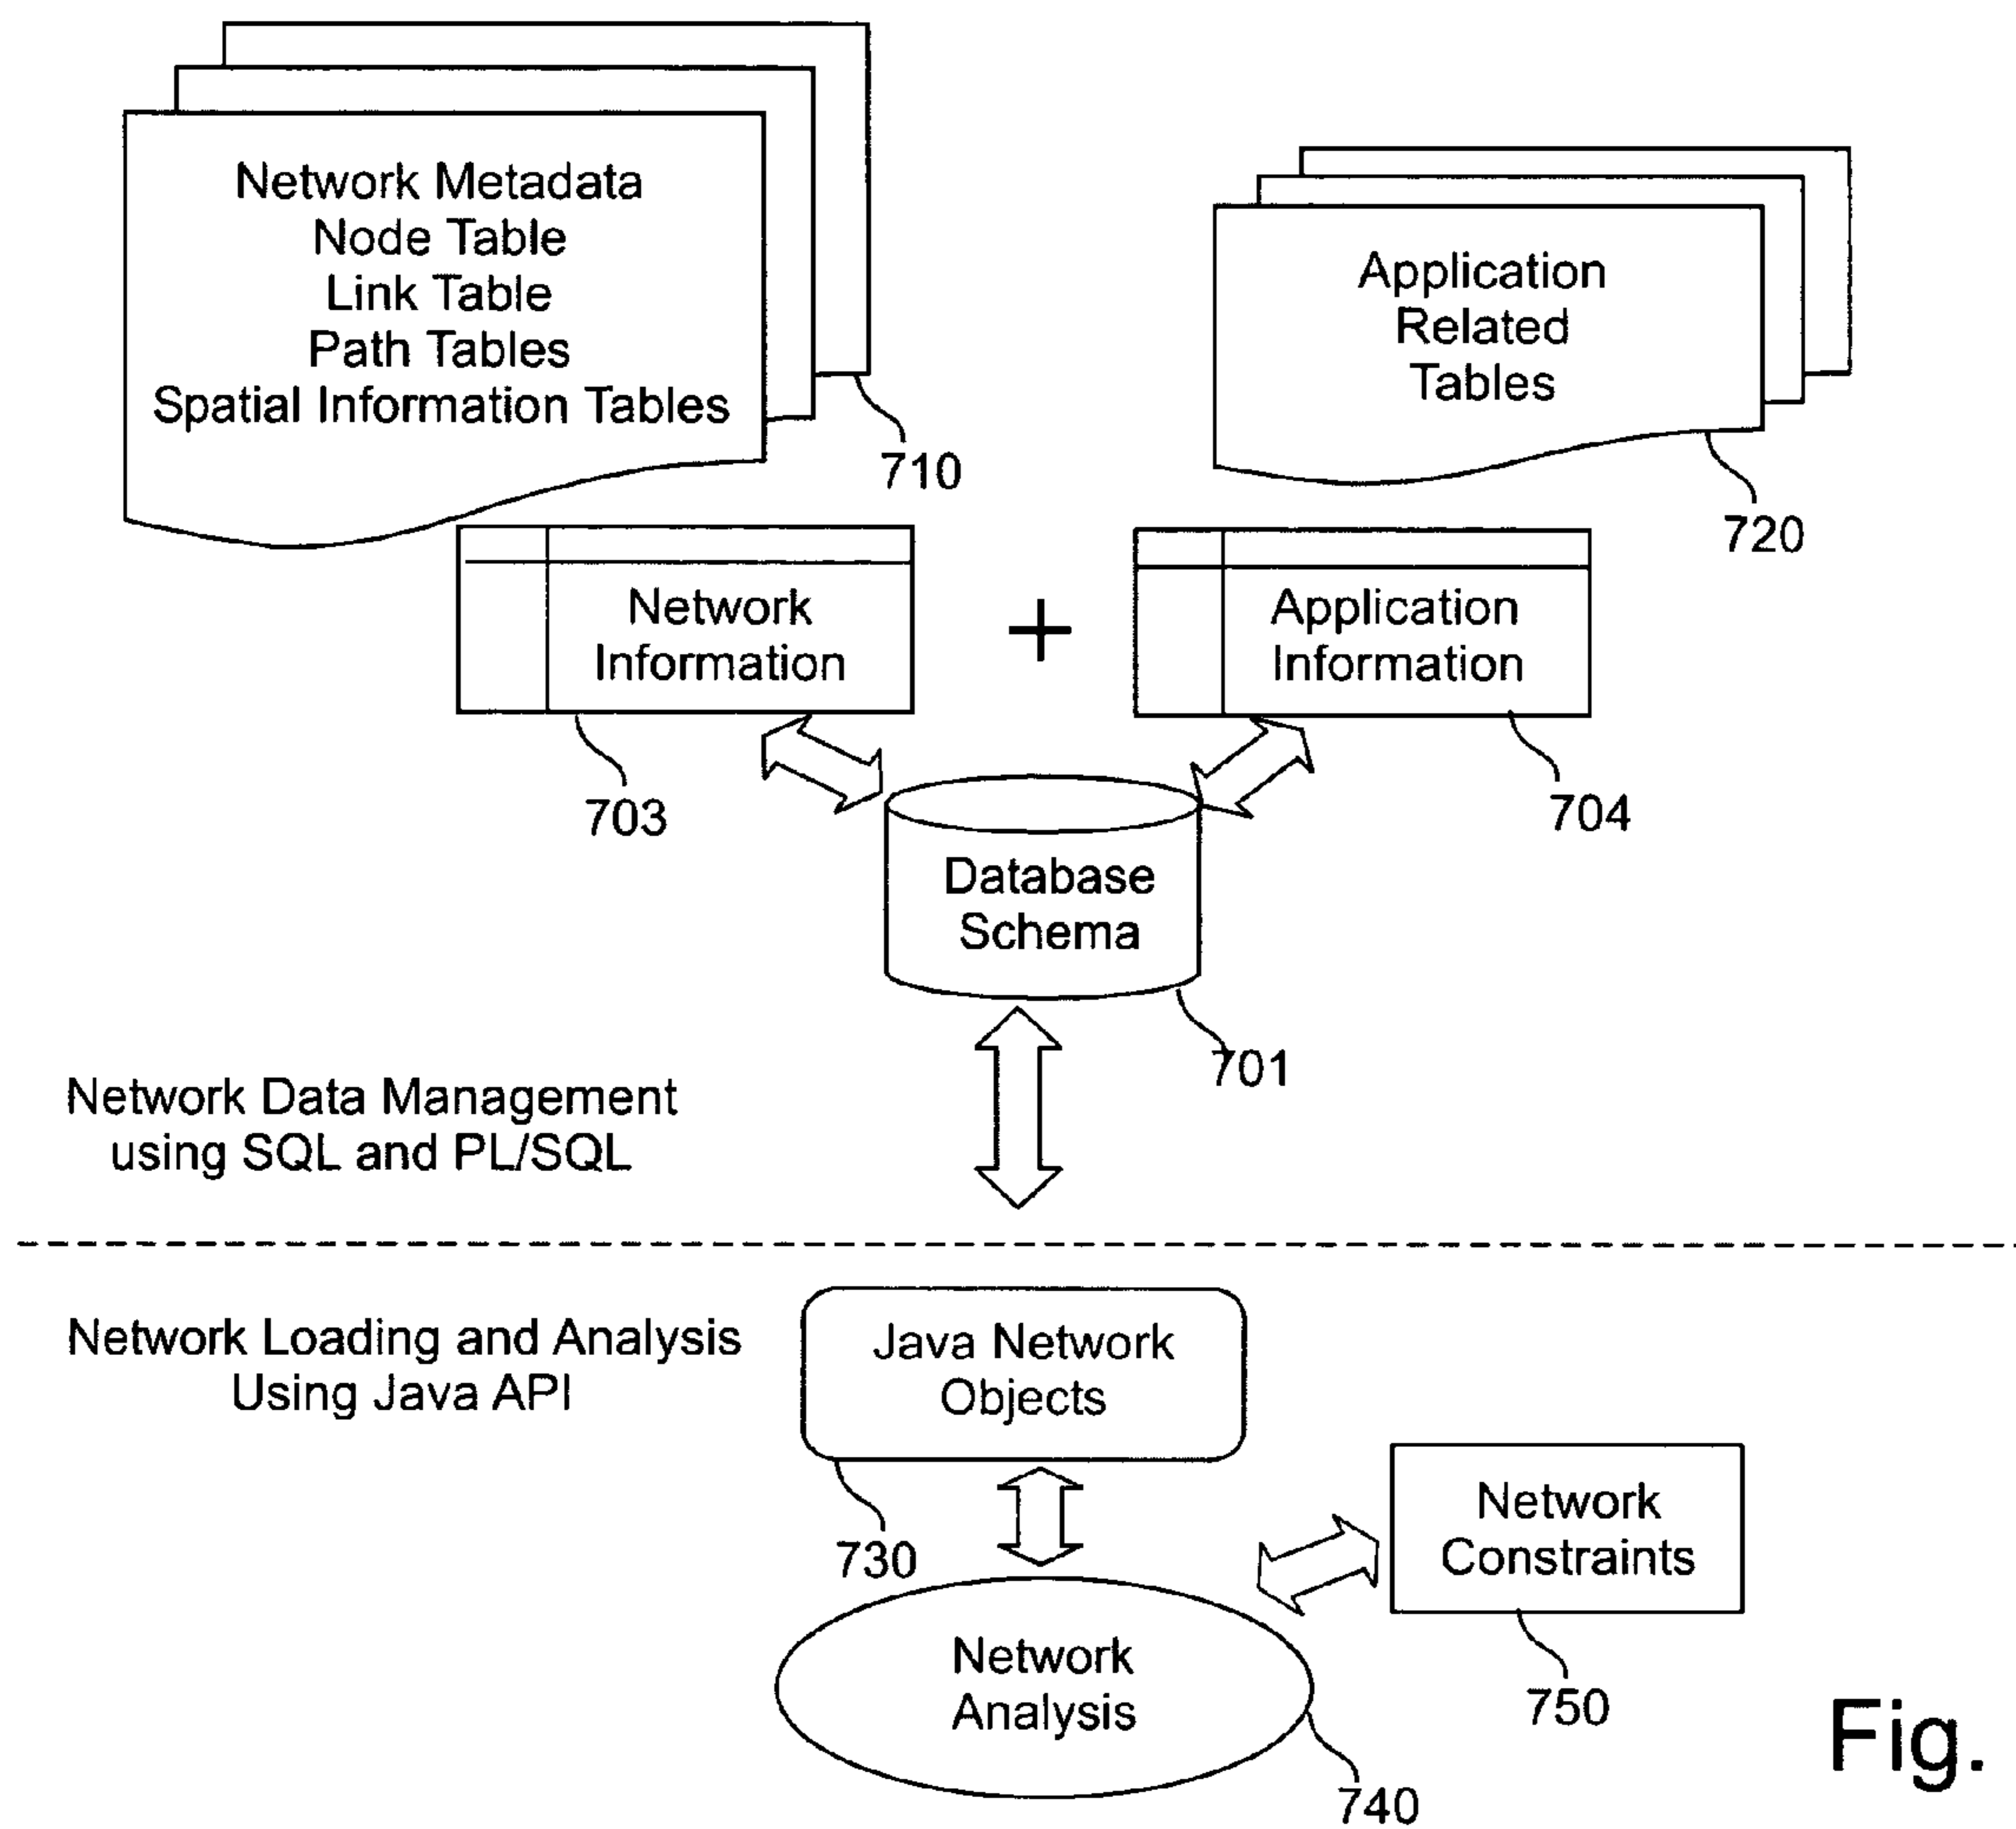 Network Metadata
Node Table
Link Table
Path Tables
Spatial Information Tables
710
Application
Related
Tables
720
Network
Information
703
+
Application
Information
704
Database
Schema
701
Network Data Management
using SQL and PL/SQL
Network Loading and Analysis
Using Java API
Java Network
Objects
730
Network
Constraints
750
Network
Analysis
740
Fig.